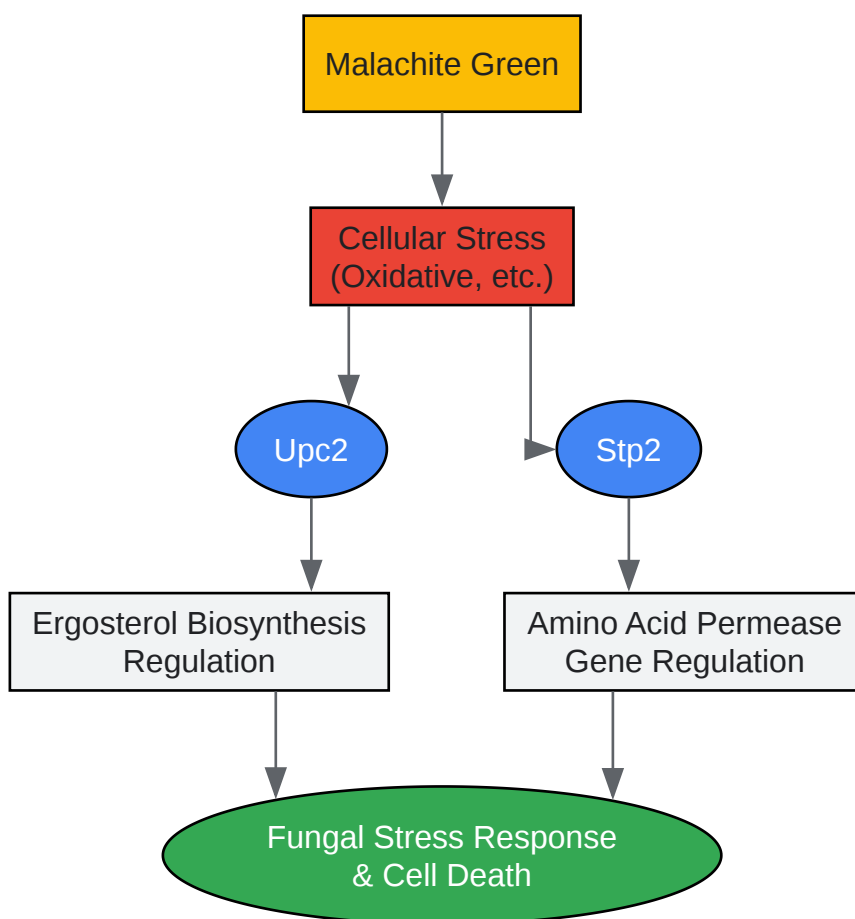 Malachite Green
Cellular Stress
(Oxidative, etc.)
Upc2
Stp2
Ergosterol Biosynthesis
Regulation
Amino Acid Permease
Gene Regulation
Fungal Stress Response
& Cell Death